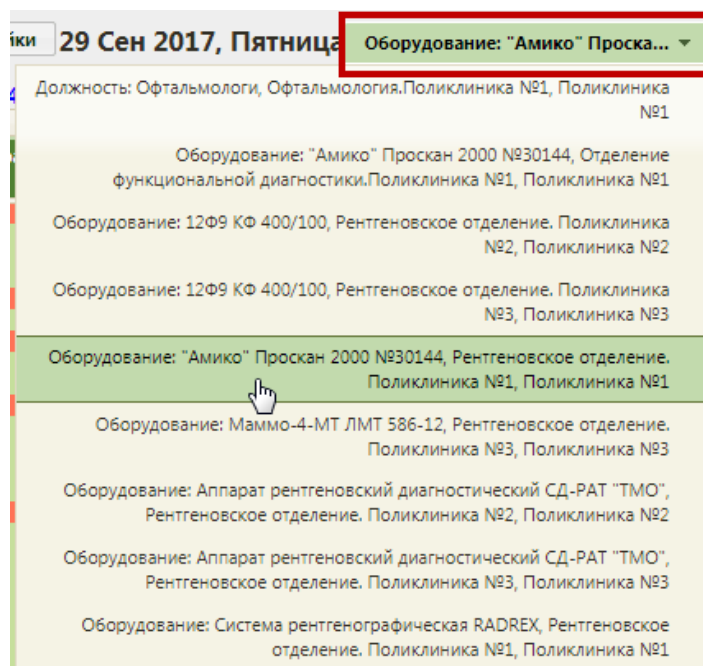 йки 29 Сен 2017, Пятница Оборудование: "Амико" Проска...
Должность: Офтальмологи, Офтальмология.Поликлиника №1, Поликлиника
№1
Оборудование: "Амико" Проскан 2000 №30144, Отделение
функциональной диагностики.Поликлиника №1, Поликлиника №1
Оборудование: 12Ф9 КФ 400/100, Рентгеновское отделение. Поликлиника
№2, Поликлиника №2
Оборудование: 12Ф9 КФ 400/100, Рентгеновское отделение. Поликлиника
№3, Поликлиника №3
Оборудование: "Амико" Проскан 2000 №30144, Рентгеновское отделение.
Поликлиника №1, Поликлиника №1
Оборудование: Маммо-4-МТ ЛМТ 586-12, Рентгеновское отделение.
Поликлиника №3, Поликлиника №3
Оборудование: Аппарат рентгеновский диагностический СД-РАТ "ТМО",
Рентгеновское отделение. Поликлиника №2, Поликлиника №2
Оборудование: Аппарат рентгеновский диагностический СД-РАТ "ТМО",
Рентгеновское отделение. Поликлиника №3, Поликлиника №3
Оборудование: Система рентгенографическая RADREX, Рентгеновское
отделение. Поликлиника №1, Поликлиника №1